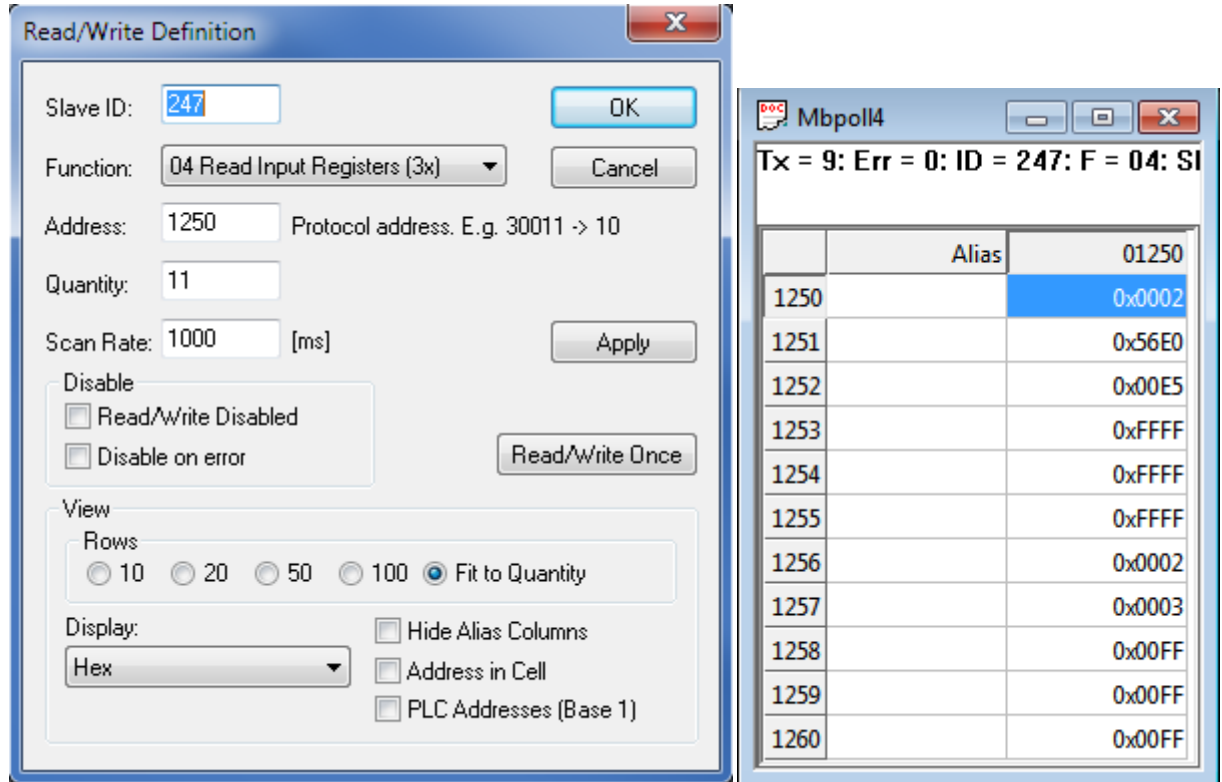 Read/Write Definition
Slave ID: 247
OK
Function: 04 Read Input Registers (3x)
Cancel
Address: 1250 Protocol address. E.g. 30011 -> 10
Quantity: 11
Scan Rate: 1000 [ms]
Apply
Disable
Read/Write Disabled
Disable on error
Read/Write Once
View
Rows
10 20 50 100 Fit to Quantity
Display:
Hex
Hide Alias Columns
Address in Cell
PLC Addresses (Base 1)
DOC
Mbpoll4
Tx = 9: Err = 0: ID = 247: F = 04:
Alias 01250
1250 0x0002
1251 0x56E0
1252 0x00E5
1253 0xFFFF
1254 0xFFFF
1255 0xFFFF
1256 0x0002
1257 0x0003
1258 0x00FF
1259 0x00FF
1260 0x00FF